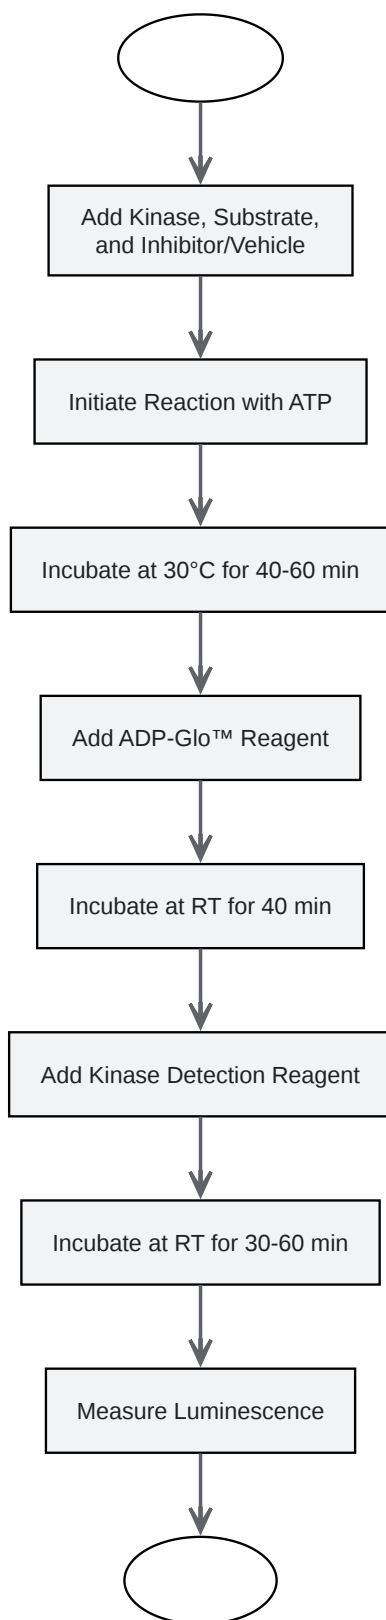 Add Kinase, Substrate,
and Inhibitor/Vehicle
Initiate Reaction with ATP
Incubate at 30°C for 40-60 min
Add ADP-Glo™ Reagent
Incubate at RT for 40 min
Add Kinase Detection Reagent
Incubate at RT for 30-60 min
Measure Luminescence